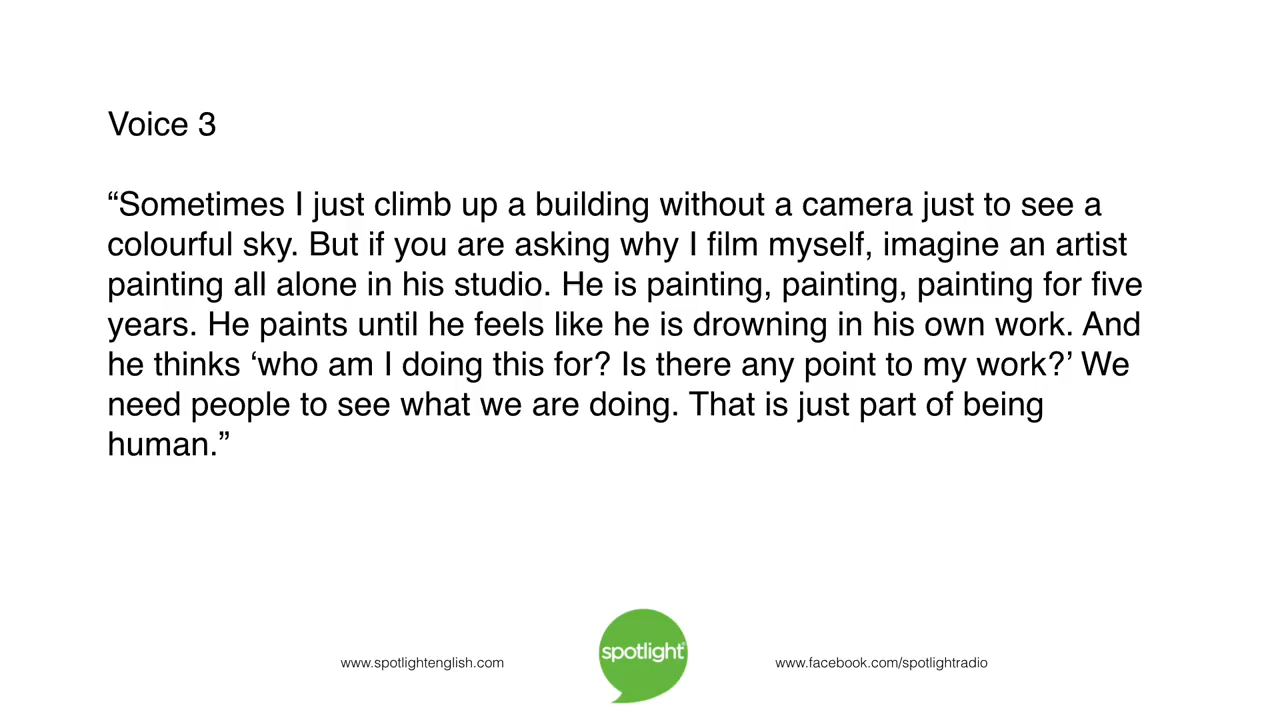 Voice 3
“Sometimes I just climb up a building without a camera just to see a
colourful sky. But if you are asking why I film myself, imagine an artist
painting all alone in his studio. He is painting, painting, painting for five
years. He paints until he feels like he is drowning in his own work. And
he thinks ‘who am I doing this for? Is there any point to my work?’ We
need people to see what we are doing. That is just part of being
human.”
www.spotlightenglish.com
spotlight®
www.facebook.com/spotlightradio